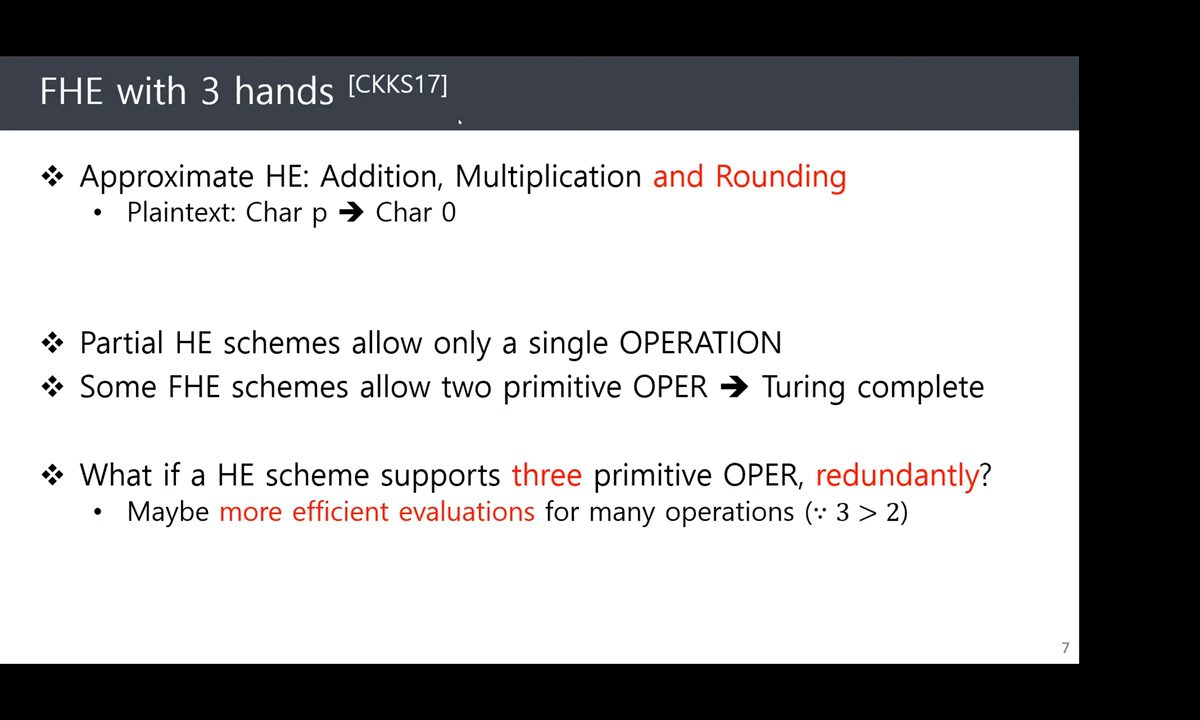 FHE with 3 hands [CKKS17]
❖ Approximate HE: Addition, Multiplication and Rounding
• Plaintext: Char p ➔ Char 0
❖ Partial HE schemes allow only a single OPERATION
❖ Some FHE schemes allow two primitive OPER ➔ Turing complete
❖ What if a HE scheme supports three primitive OPER, redundantly?
• Maybe more efficient evaluations for many operations (∵ 3 > 2)
7